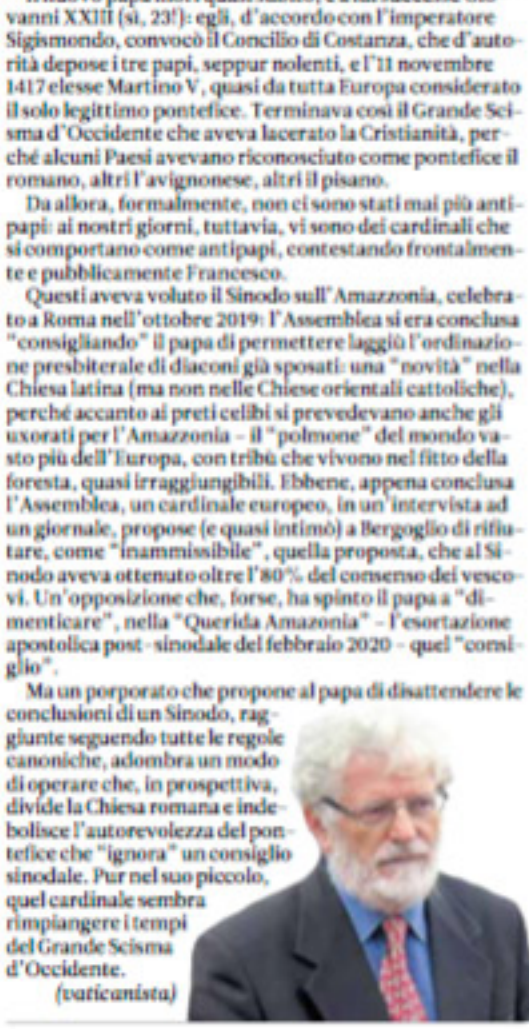 vanni XXIII (sì, 23!): egli, d'accordo con l'imperatore
Sigismondo, convocò il Concilio di Costanza, che d'auto-
rità depose i tre papi, seppur nolenti, e l'11 novembre
1417 elesse Martino V, quasi da tutta Europa considerato
il solo legittimo pontefice. Terminava così il Grande Sci-
sma d'Occidente che aveva lacerato la Cristianità, per-
ché alcuni Paesi avevano riconosciuto come pontefice il
romano, altri l'avignonese, altri il pisano.
Da allora, formalmente, non ci sono stati mai più anti-
papi: ai nostri giorni, tuttavia, vi sono dei cardinali che
si comportano come antipapi, contestando frontalmen-
te e pubblicamente Francesco.
Questi aveva voluto il Sinodo sull'Amazzonia, celebra-
to a Roma nell'ottobre 2019: l'Assemblea si era conclusa
"consigliando" il papa di permettere laggiù l'ordinazio-
ne presbiterale di diaconi già sposati: una "novità" nella
Chiesa latina (ma non nelle Chiese orientali cattoliche),
perché accanto ai preti celibi si prevedevano anche gli
uxorati per l'Amazzonia - il "polmone" del mondo va-
sto più dell'Europa, con tribù che vivono nel fitto della
foresta, quasi irraggiungibili. Ebbene, appena conclusa
l'Assemblea, un cardinale europeo, in un'intervista ad
un giornale, propose (e quasi intimò) a Bergoglio di rifiu-
tare, come "inammissibile", quella proposta, che al Si-
nodo aveva ottenuto oltre l'80% del consenso dei vesco-
vi. Un'opposizione che, forse, ha spinto il papa a "di-
menticare", nella "Querida Amazonia" - l'esortazione
apostolica post-sinodale del febbraio 2020 - quel "consi-
glio".
Ma un porporato che propone al papa di disattendere le
conclusioni di un Sinodo, rag-
giunte seguendo tutte le regole
canoniche, adombra un modo
di operare che, in prospettiva,
divide la Chiesa romana e inde-
bolisce l'autorevolezza del pon-
tefice che "ignora" un consiglio
sinodale. Pur nel suo piccolo,
quel cardinale sembra
rimpiangere i tempi
del Grande Scisma
d'Occidente.
(vaticanista)